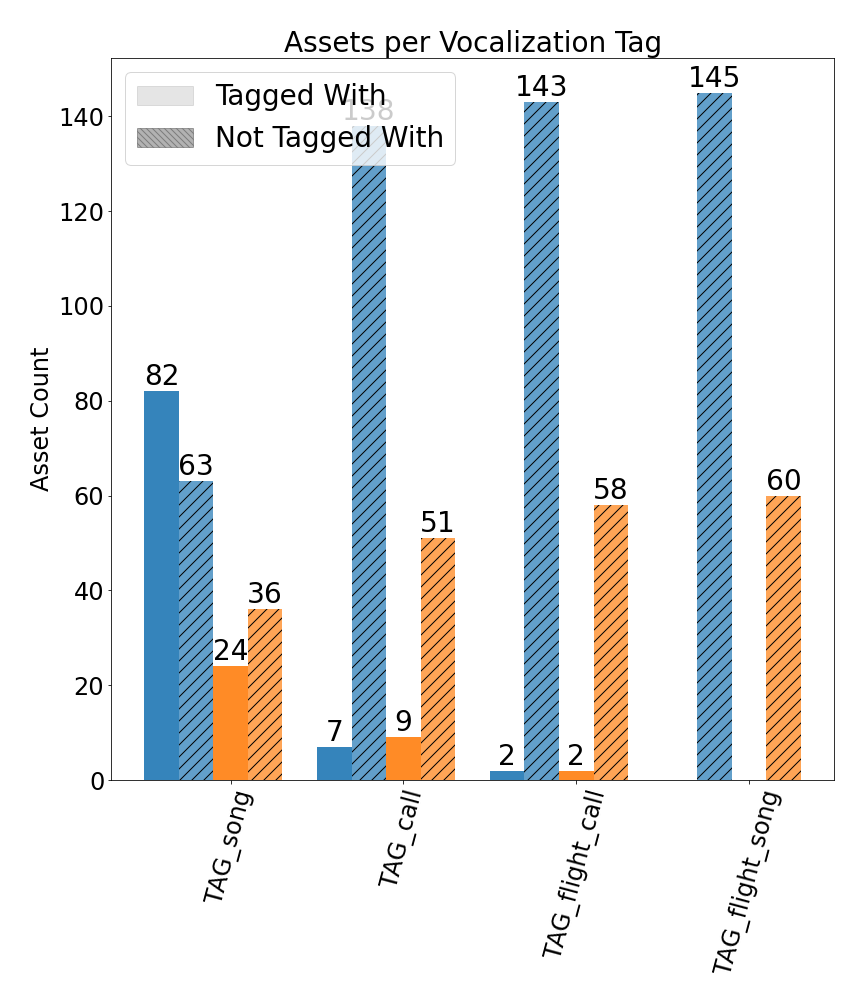 Assets per Vocalization Tag
Tagged With
Not Tagged With
Asset Count
140
120
100
80
60
40
20
0
82
63
24
36
7
138
9
51
2
143
2
58
145
60
TAG_song
TAG_call
TAG_flight_call
TAG_flight_song